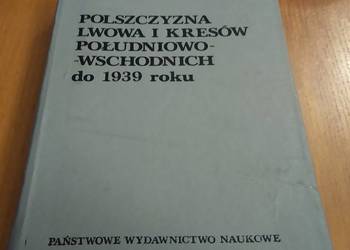 POLSZCZYZNA
LWOWA I KRESÓW
POŁUDNIOWO-
-WSCHODNICH
do 1939 roku
PAŃSTWOWE WYDAWNICTWO NAUKOWE